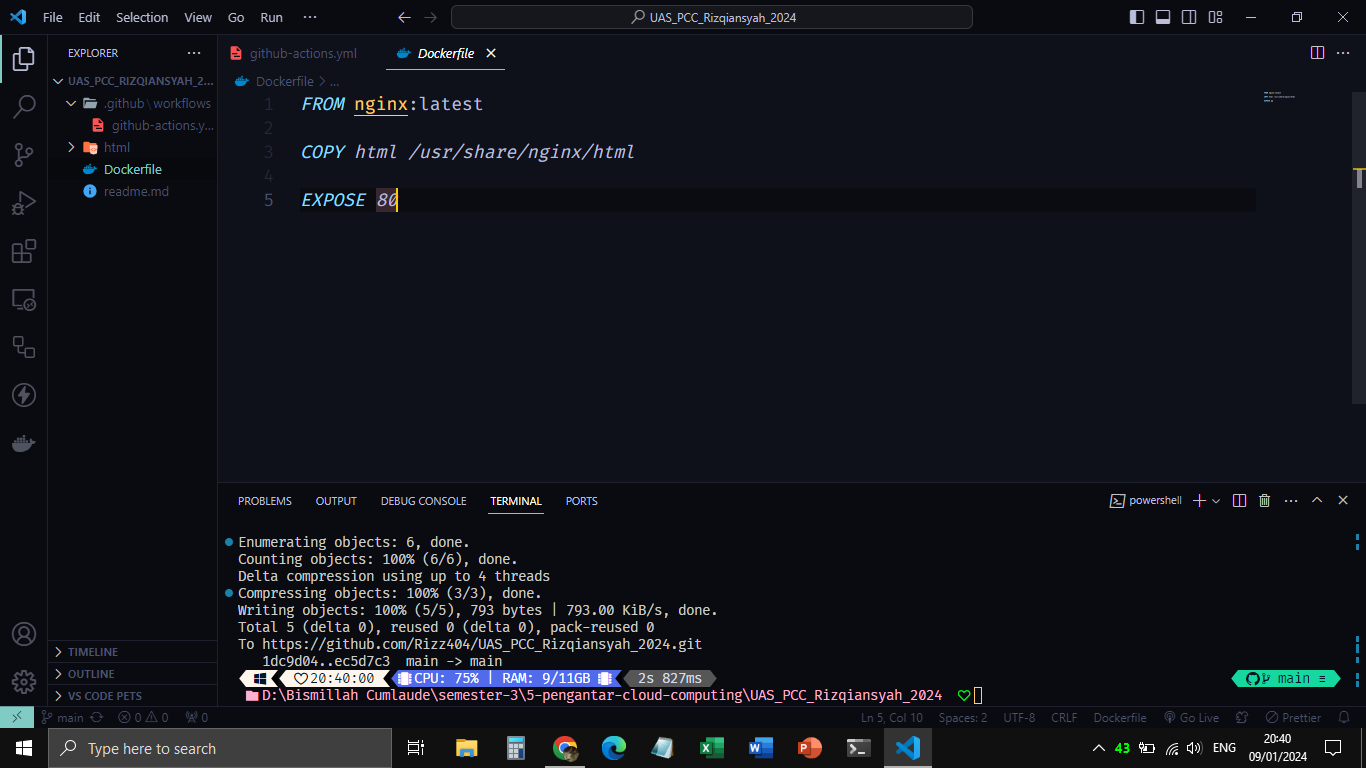 File Edit Selection View Go Run ···
UAS_PCC_Rizqiansyah_2024
EXPLORER ···
UAS_PCC_RIZQIANSYAH_2...
.github \ workflows
github-actions.y...
html
Dockerfile
readme.md
TIMELINE
OUTLINE
VS CODE PETS
github-actions.yml
Dockerfile
Dockerfile > ...
1 FROM nginx:latest
2
3 COPY html /usr/share/nginx/html
4
5 EXPOSE 80
PROBLEMS OUTPUT DEBUG CONSOLE TERMINAL PORTS
powershell
Enumerating objects: 6, done.
Counting objects: 100% (6/6), done.
Delta compression using up to 4 threads
Compressing objects: 100% (3/3), done.
Writing objects: 100% (5/5), 793 bytes | 793.00 KiB/s, done.
Total 5 (delta 0), reused 0 (delta 0), pack-reused 0
To https://github.com/Rizz404/UAS_PCC_Rizqiansyah_2024.git
1dc9d04..ec5d7c3 main -> main
20:40:00 CPU: 75% | RAM: 9/11GB 2s 827ms main ≡
D:\Bismillah Cumlaude\semester-3\5-pengantar-cloud-computing\UAS_PCC_Rizqiansyah_2024
main 0 0 0 Ln 5, Col 10 Spaces: 2 UTF-8 CRLF Dockerfile Go Live Prettier
Type here to search
43 ENG
20:40
09/01/2024